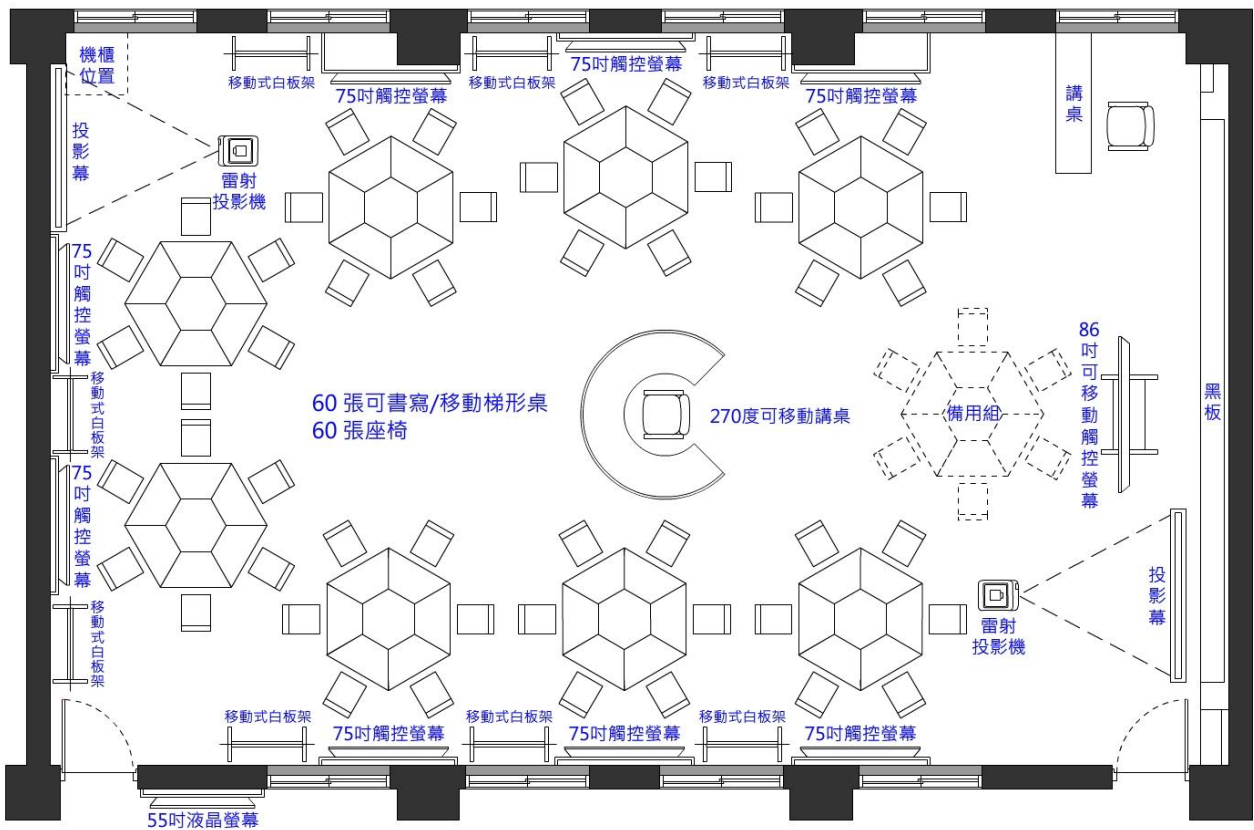 機櫃
位置
移動式白板架
75吋觸控螢幕
移動式白板架
75吋觸控螢幕
移動式白板架
75吋觸控螢幕
講桌
投影幕
雷射
投影機
75吋觸控螢幕
移動式白板架
75吋觸控螢幕
移動式白板架
60 張可書寫/移動梯形桌
60 張座椅
270度可移動講桌
備用組
86吋可移動觸控螢幕
黑板
投影幕
雷射
投影機
移動式白板架
75吋觸控螢幕
移動式白板架
75吋觸控螢幕
移動式白板架
75吋觸控螢幕
55吋液晶螢幕